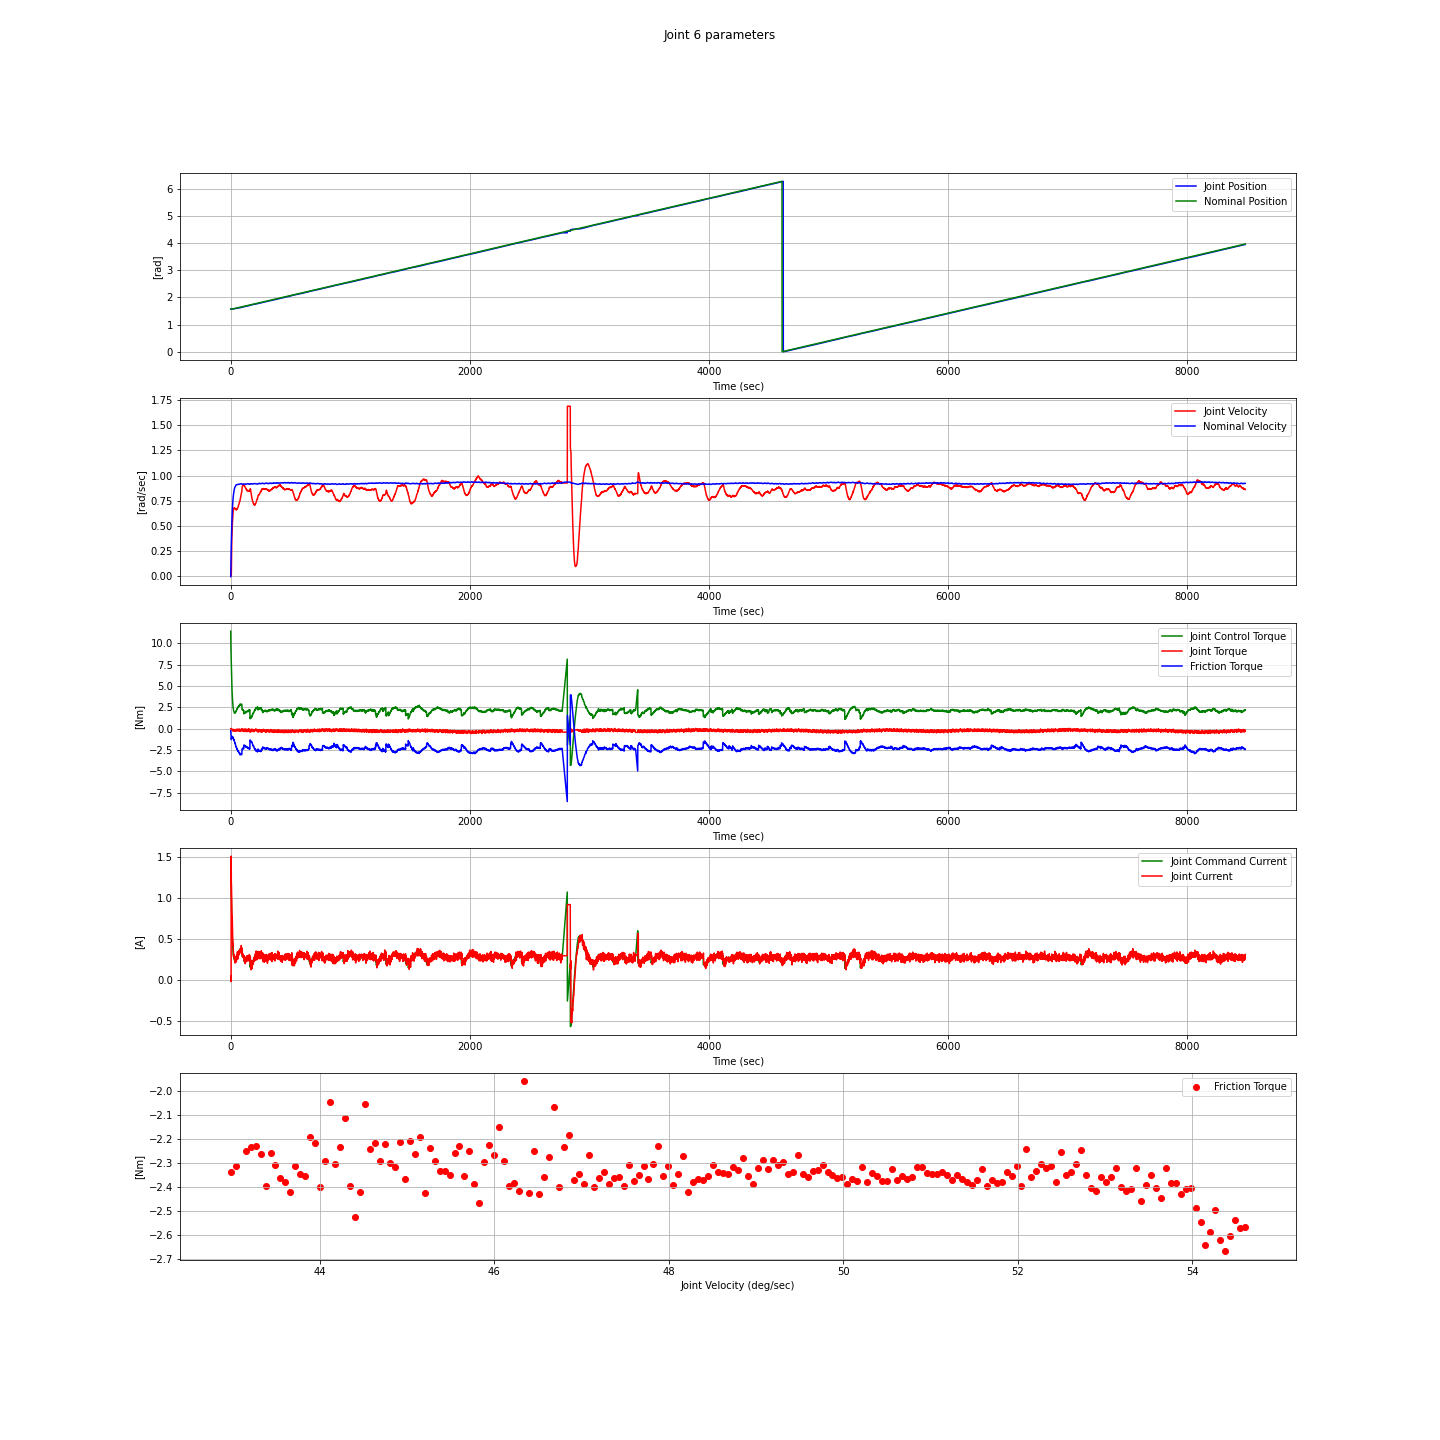 Joint 6 parameters
6
5
4
3
2
1
0
[rad]
Joint Position
Nominal Position
0 2000 4000 6000 8000
Time (sec)
1.75
1.50
1.25
1.00
0.75
0.50
0.25
0.00
[rad/sec]
Joint Velocity
Nominal Velocity
0 2000 4000 6000 8000
Time (sec)
10.0
7.5
5.0
2.5
0.0
−2.5
−5.0
−7.5
[Nm]
Joint Control Torque
Joint Torque
Friction Torque
0 2000 4000 6000 8000
Time (sec)
1.5
1.0
0.5
0.0
−0.5
[A]
Joint Command Current
Joint Current
0 2000 4000 6000 8000
Time (sec)
−2.0
−2.1
−2.2
−2.3
−2.4
−2.5
−2.6
−2.7
[Nm]
Friction Torque
44 46 48 50 52 54
Joint Velocity (deg/sec)